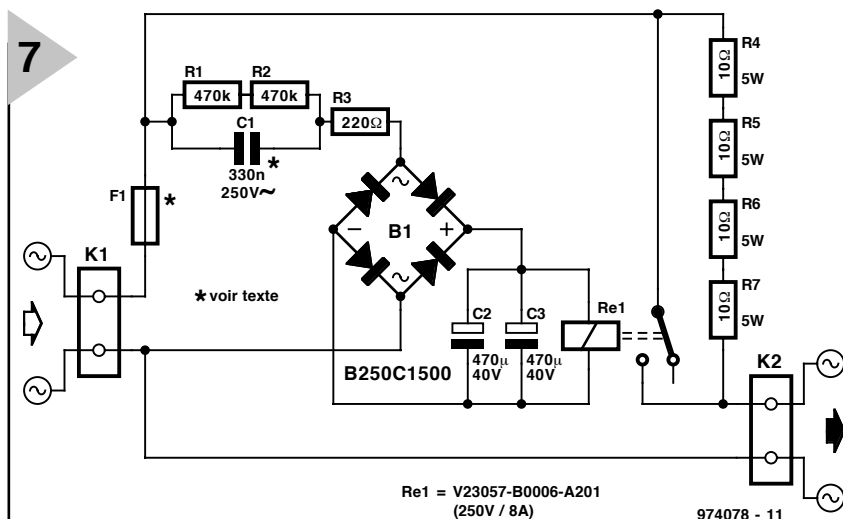 7
R1
R2
470k
470k
C1
330n
250V~
*
R3
220Ω
F1
*
K1
* voir texte
B1
−
+
~
~
B250C1500
C2
470μ
40V
C3
470μ
40V
Re1
R4
10Ω
5W
R5
10Ω
5W
R6
10Ω
5W
R7
10Ω
5W
K2
Re1 = V23057-B0006-A201
(250V / 8A)
974078 - 11